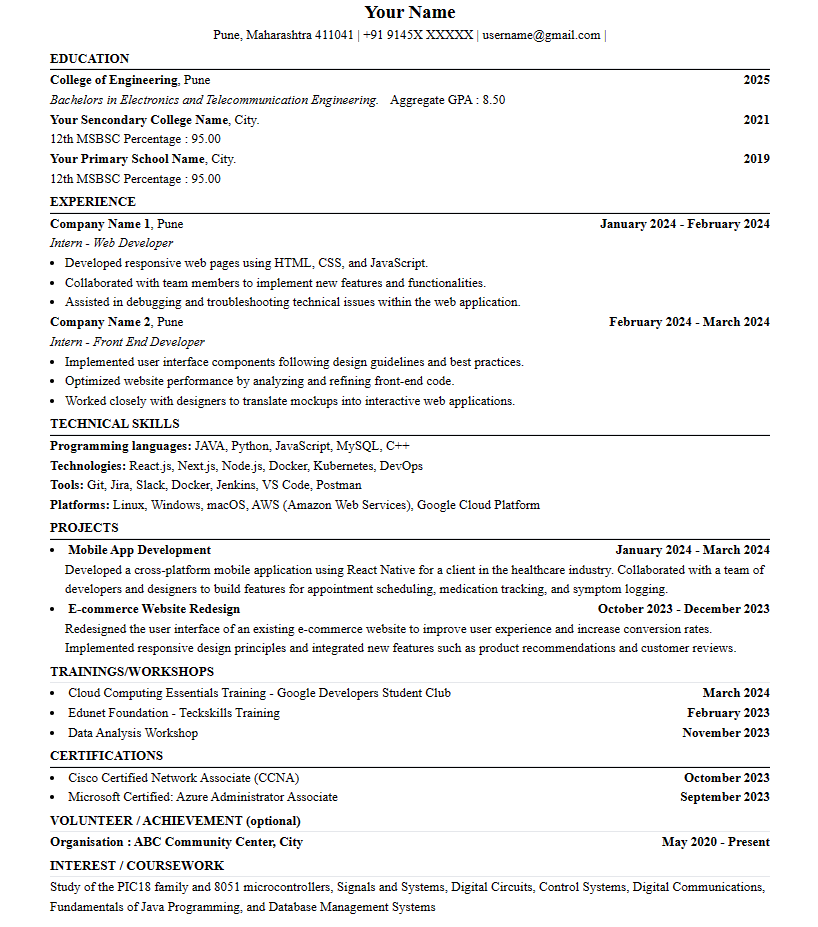 Your Name
Pune, Maharashtra 411041 | +91 9145X XXXXX | username@gmail.com |
EDUCATION
College of Engineering, Pune 2025
Bachelors in Electronics and Telecommunication Engineering. Aggregate GPA : 8.50
Your Sencondary College Name, City. 2021
12th MSBSC Percentage : 95.00
Your Primary School Name, City. 2019
12th MSBSC Percentage : 95.00
EXPERIENCE
Company Name 1, Pune January 2024 - February 2024
Intern - Web Developer
• Developed responsive web pages using HTML, CSS, and JavaScript.
• Collaborated with team members to implement new features and functionalities.
• Assisted in debugging and troubleshooting technical issues within the web application.
Company Name 2, Pune February 2024 - March 2024
Intern - Front End Developer
• Implemented user interface components following design guidelines and best practices.
• Optimized website performance by analyzing and refining front-end code.
• Worked closely with designers to translate mockups into interactive web applications.
TECHNICAL SKILLS
Programming languages: JAVA, Python, JavaScript, MySQL, C++
Technologies: React.js, Next.js, Node.js, Docker, Kubernetes, DevOps
Tools: Git, Jira, Slack, Docker, Jenkins, VS Code, Postman
Platforms: Linux, Windows, macOS, AWS (Amazon Web Services), Google Cloud Platform
PROJECTS
• Mobile App Development January 2024 - March 2024
Developed a cross-platform mobile application using React Native for a client in the healthcare industry. Collaborated with a team of
developers and designers to build features for appointment scheduling, medication tracking, and symptom logging.
• E-commerce Website Redesign October 2023 - December 2023
Redesigned the user interface of an existing e-commerce website to improve user experience and increase conversion rates.
Implemented responsive design principles and integrated new features such as product recommendations and customer reviews.
TRAININGS/WORKSHOPS
• Cloud Computing Essentials Training - Google Developers Student Club March 2024
• Edunet Foundation - Teckskills Training February 2023
• Data Analysis Workshop November 2023
CERTIFICATIONS
• Cisco Certified Network Associate (CCNA) Octomber 2023
• Microsoft Certified: Azure Administrator Associate September 2023
VOLUNTEER / ACHIEVEMENT (optional)
Organisation : ABC Community Center, City May 2020 - Present
INTEREST / COURSEWORK
Study of the PIC18 family and 8051 microcontrollers, Signals and Systems, Digital Circuits, Control Systems, Digital Communications,
Fundamentals of Java Programming, and Database Management Systems